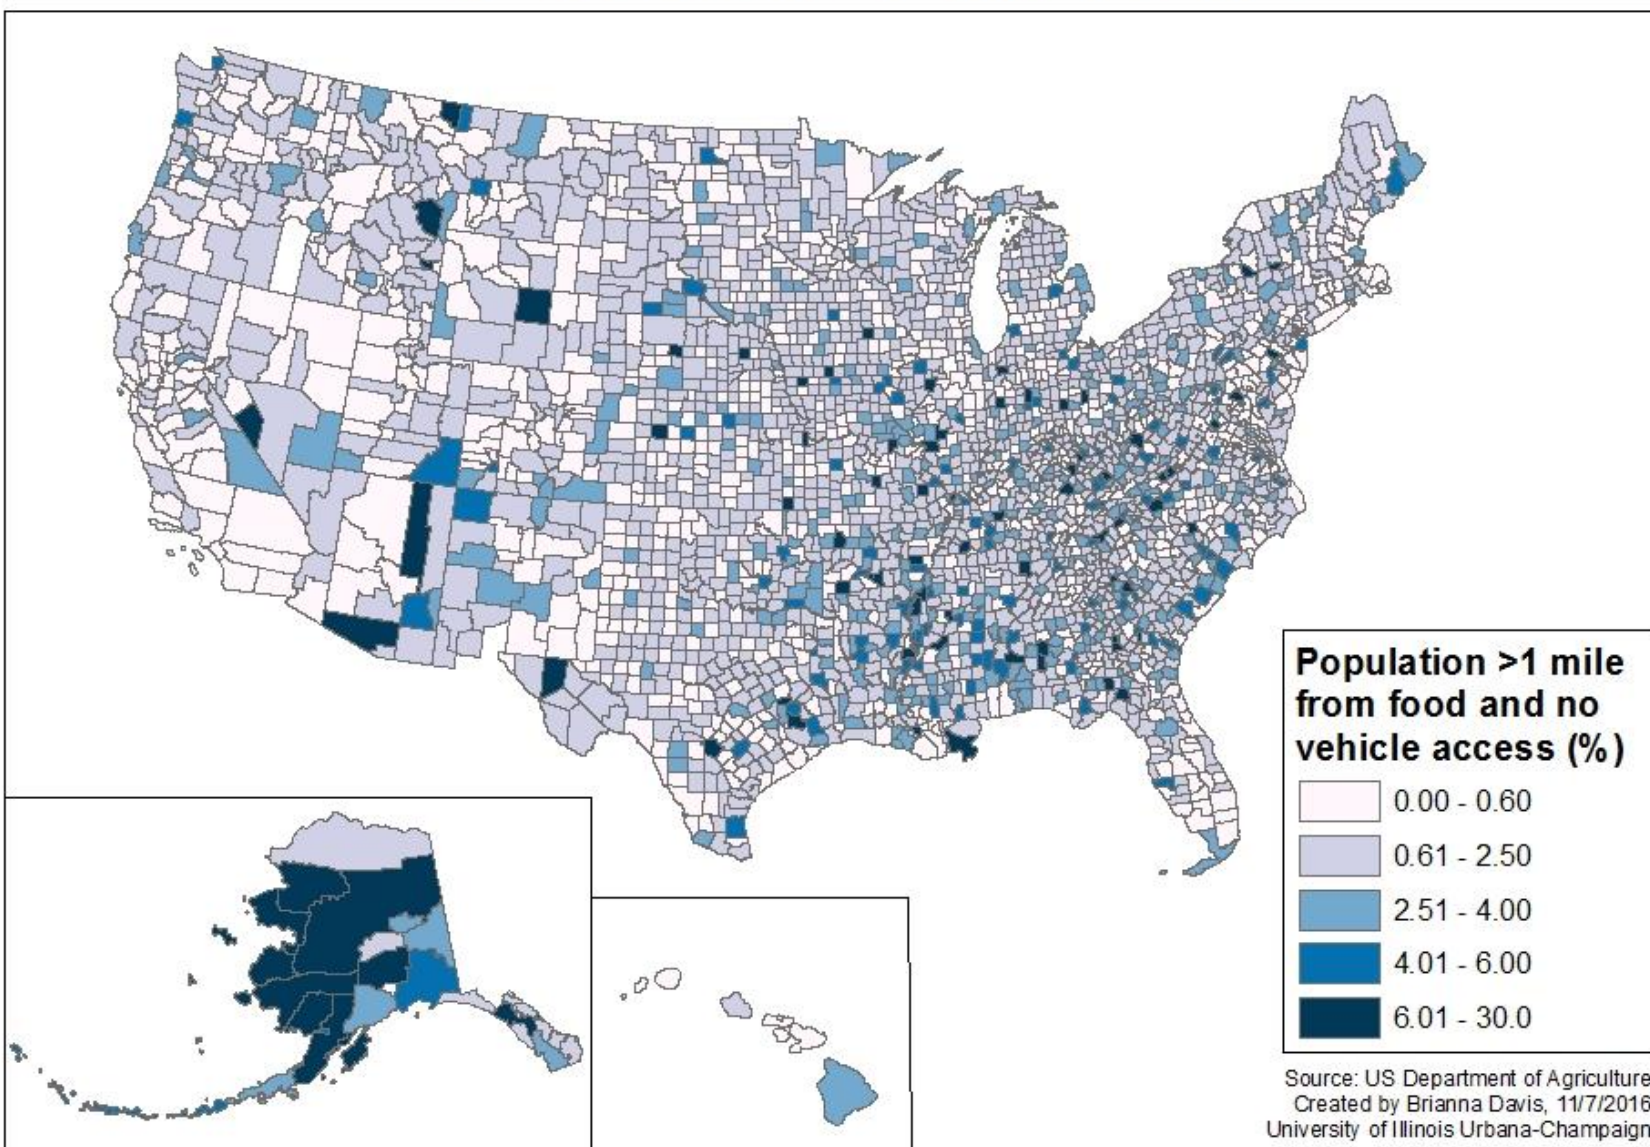 Population >1 mile
from food and no
vehicle access (%)
0.00 - 0.60
0.61 - 2.50
2.51 - 4.00
4.01 - 6.00
6.01 - 30.0
Source: US Department of Agriculture
Created by Brianna Davis, 11/7/2016
University of Illinois Urbana-Champaign